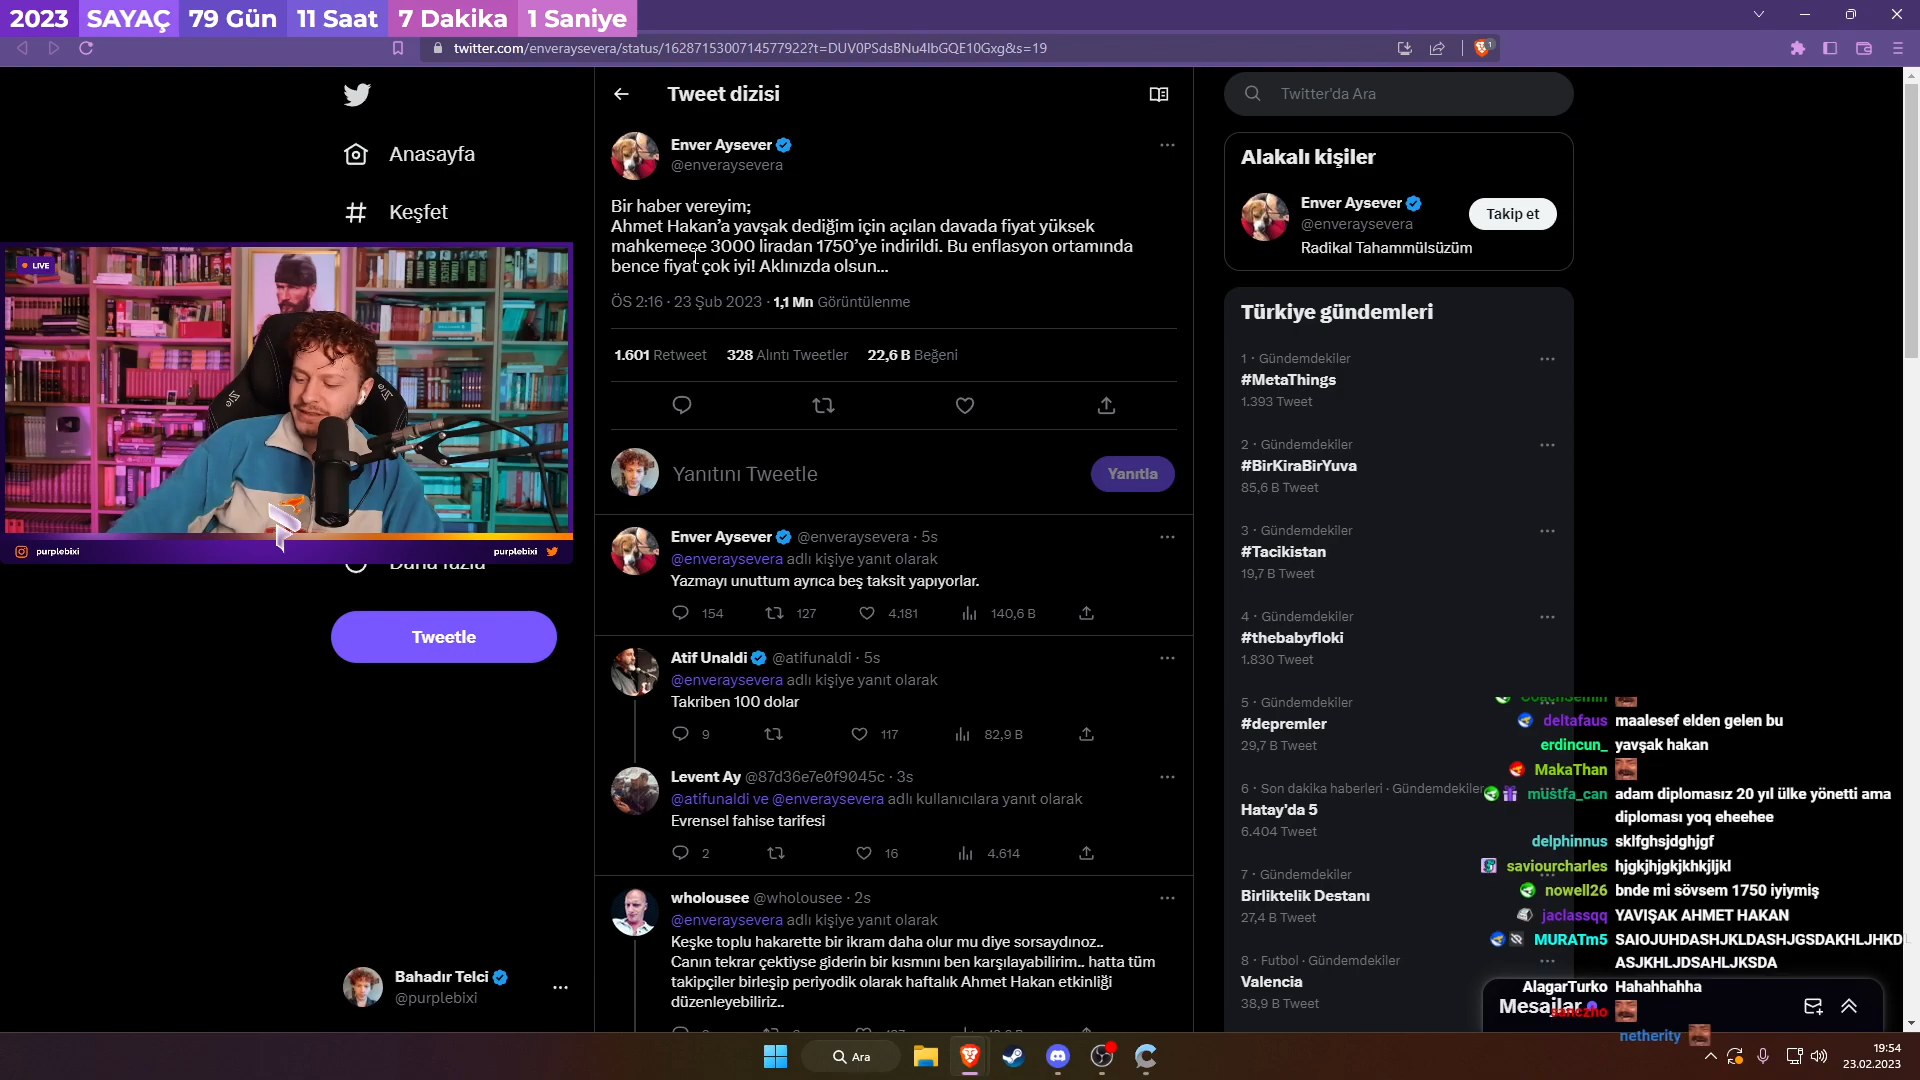 2023 SAYAÇ 79 Gün 11 Saat 7 Dakika 1 Saniye
twitter.com/enveraysevera/status/1628715300714577922?t=DUV0PSdsBNu4lbGQE10Gxg&s=19
Anasayfa
Keşfet
LIVE
purplebixi
purplebixi
Daha fazla
Tweetle
Bahadır Telci
@purplebixi
Tweet dizisi
Enver Aysever
@enveraysevera
Bir haber vereyim;
Ahmet Hakan’a yavşak dediğim için açılan davada fiyat yüksek
mahkemece 3000 liradan 1750’ye indirildi. Bu enflasyon ortamında
bence fiyat çok iyi! Aklınızda olsun...
ÖS 2:16 · 23 Şub 2023 · 1,1 Mn Görüntülenme
1.601 Retweet 328 Alıntı Tweetler 22,6 B Beğeni
Yanıtını Tweetle
Yanıtla
Enver Aysever @enveraysevera · 5s
@enveraysevera adlı kişiye yanıt olarak
Yazmayı unuttum ayrıca beş taksit yapıyorlar.
154 127 4.181 140,6 B
Atif Unaldi @atifunaldi · 5s
@enveraysevera adlı kişiye yanıt olarak
Takriben 100 dolar
9 117 82,9 B
Levent Ay @87d36e7e0f9045c · 3s
@atifunaldi ve @enveraysevera adlı kullanıcılara yanıt olarak
Evrensel fahise tarifesi
2 16 4.614
wholousee @wholousee · 2s
@enveraysevera adlı kişiye yanıt olarak
Keşke toplu hakarette bir ikram daha olur mu diye sorsaydınoz..
Canın tekrar çektiyse giderin bir kısmını ben karşılayabilirim.. hatta tüm
takipçiler birleşip periyodik olarak haftalık Ahmet Hakan etkinliği
düzenleyebiliriz..
Twitter'da Ara
Alakalı kişiler
Enver Aysever
@enveraysevera
Takip et
Radikal Tahammülsüzüm
Türkiye gündemleri
1 · Gündemdekiler
#MetaThings
1.393 Tweet
2 · Gündemdekiler
#BirKiraBirYuva
85,6 B Tweet
3 · Gündemdekiler
#Tacikistan
19,7 B Tweet
4 · Gündemdekiler
#thebabyfloki
1.830 Tweet
5 · Gündemdekiler
#depremler
29,7 B Tweet
6 · Son dakika haberleri · Gündemdekiler
Hatay'da 5
6.404 Tweet
7 · Gündemdekiler
Birliktelik Destanı
27,4 B Tweet
8 · Futbol · Gündemdekiler
Valencia
38,9 B Tweet
deltafaus maalesef elden gelen bu
erdincun_ yavşak hakan
MakaThan
mustfa_can adam diplomasız 20 yıl ülke yönetti ama
diploması yoq eheehee
delphinnus sklfghsjdghjgf
saviourcharles hjgkjhjgkjkhkjljkl
nowell26 bnde mi sövsem 1750 iyiymiş
jaclassqq YAVIŞAK AHMET HAKAN
MURATm5 SAIOJUHDASHJKLDASHJGSDAKHLJHKD
ASJKHLJDSAHLJKSDA
AlagarTurko Hahahhahha
Mesajlar
netherity
Ara
19:54
23.02.2023